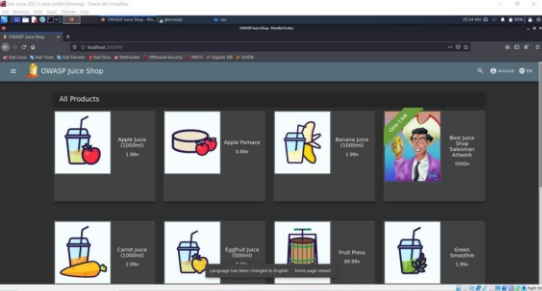 OWASP Juice Shop
localhost:3000/#/
Kali Linux Kali Tools Kali Forums Kali Docs NetHunter Offensive Security MSFU Exploit-DB GHDB
OWASP Juice Shop
Account
EN
All Products
Apple Juice
(1000ml)
1.99¤
Apple Pomace
0.89¤
Banana Juice
(1000ml)
1.99¤
Only 1 left
Best Juice
Shop
Salesman
Artwork
5000¤
Carrot Juice
(1000ml)
2.99¤
Eggfruit Juice
(500ml)
Fruit Press
89.99¤
Green
Smoothie
1.99¤
Language has been changed to English Force page reload